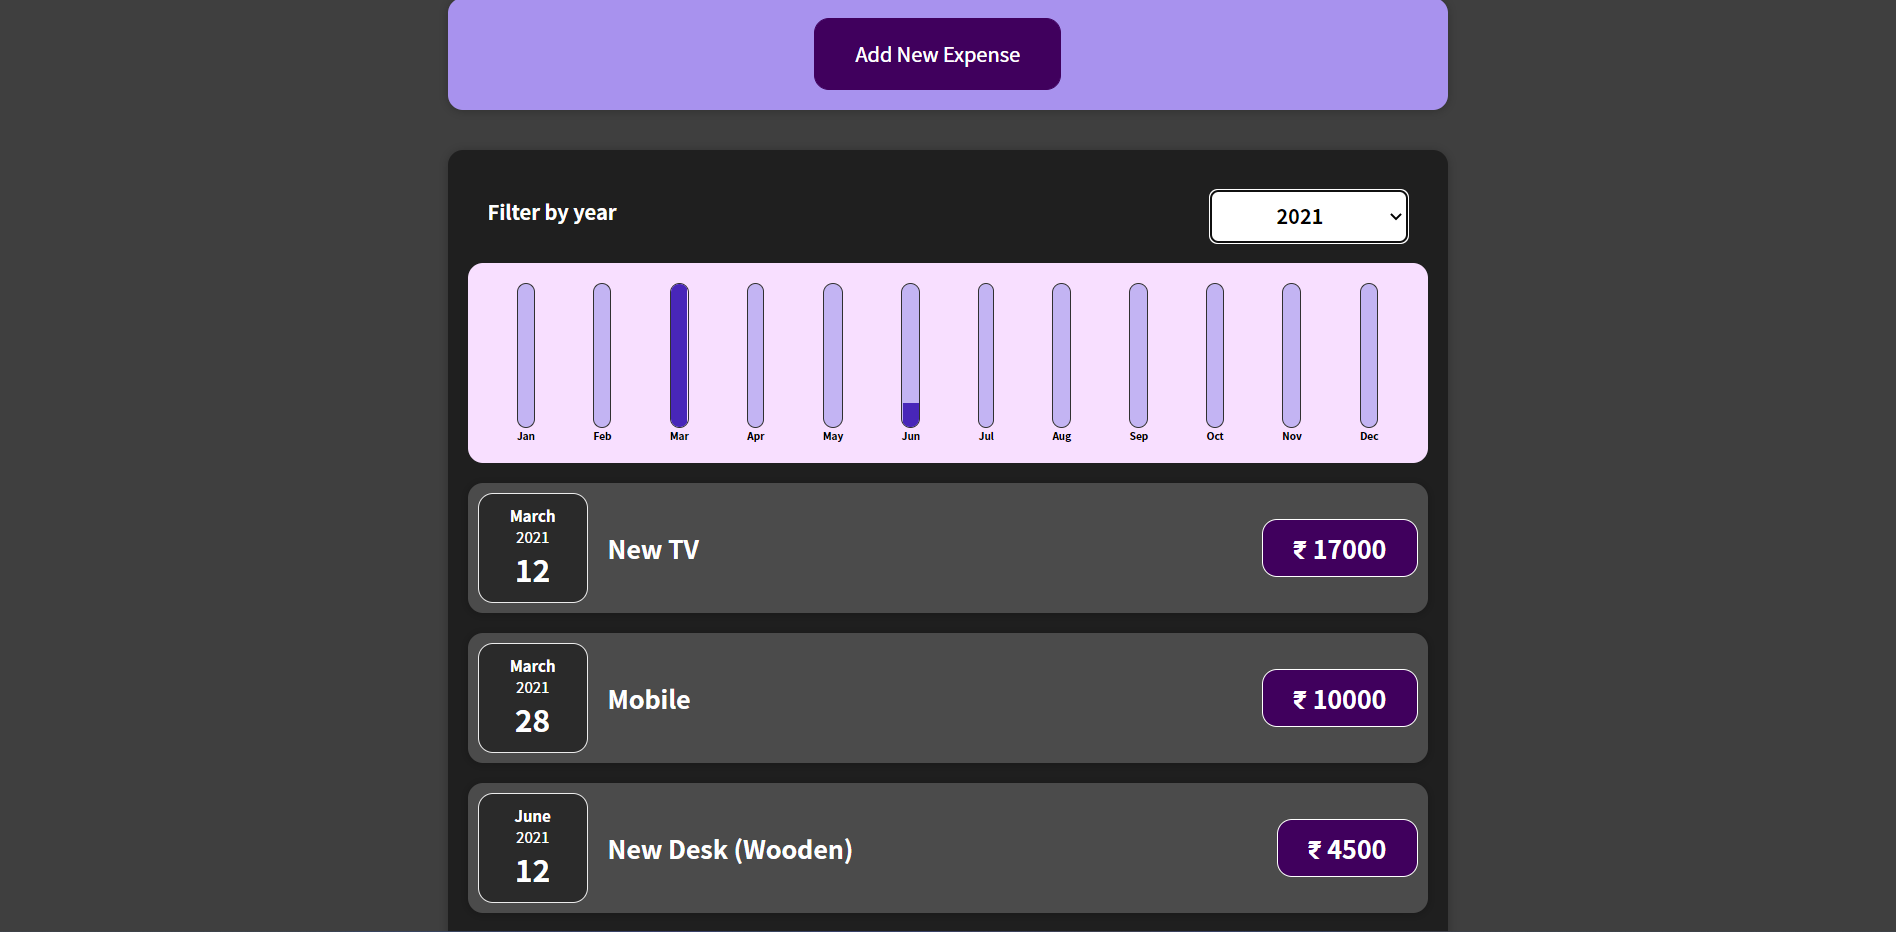 Add New Expense
Filter by year
2021
Jan Feb Mar Apr May Jun Jul Aug Sep Oct Nov Dec
March
2021
12
New TV
₹ 17000
March
2021
28
Mobile
₹ 10000
June
2021
12
New Desk (Wooden)
₹ 4500